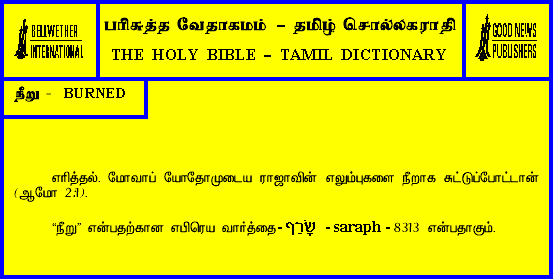 BELLWETHER
INTERNATIONAL
பரிசுத்த வேதாகமம் – தமிழ் சொல்லகராதி
THE HOLY BIBLE – TAMIL DICTIONARY
GOOD NEWS
PUBLISHERS
நீறு - BURNED
எரித்தல். மோவாப் யோதோமுடைய ராஜாவின் எலும்புகளை நீறாக சுட்டுப்போட்டான்
(ஆமோ 2:1).
“நீறு” என்பதற்கான எபிரெய வார்த்தை- שָׂרַף - saraph - 8313 என்பதாகும்.